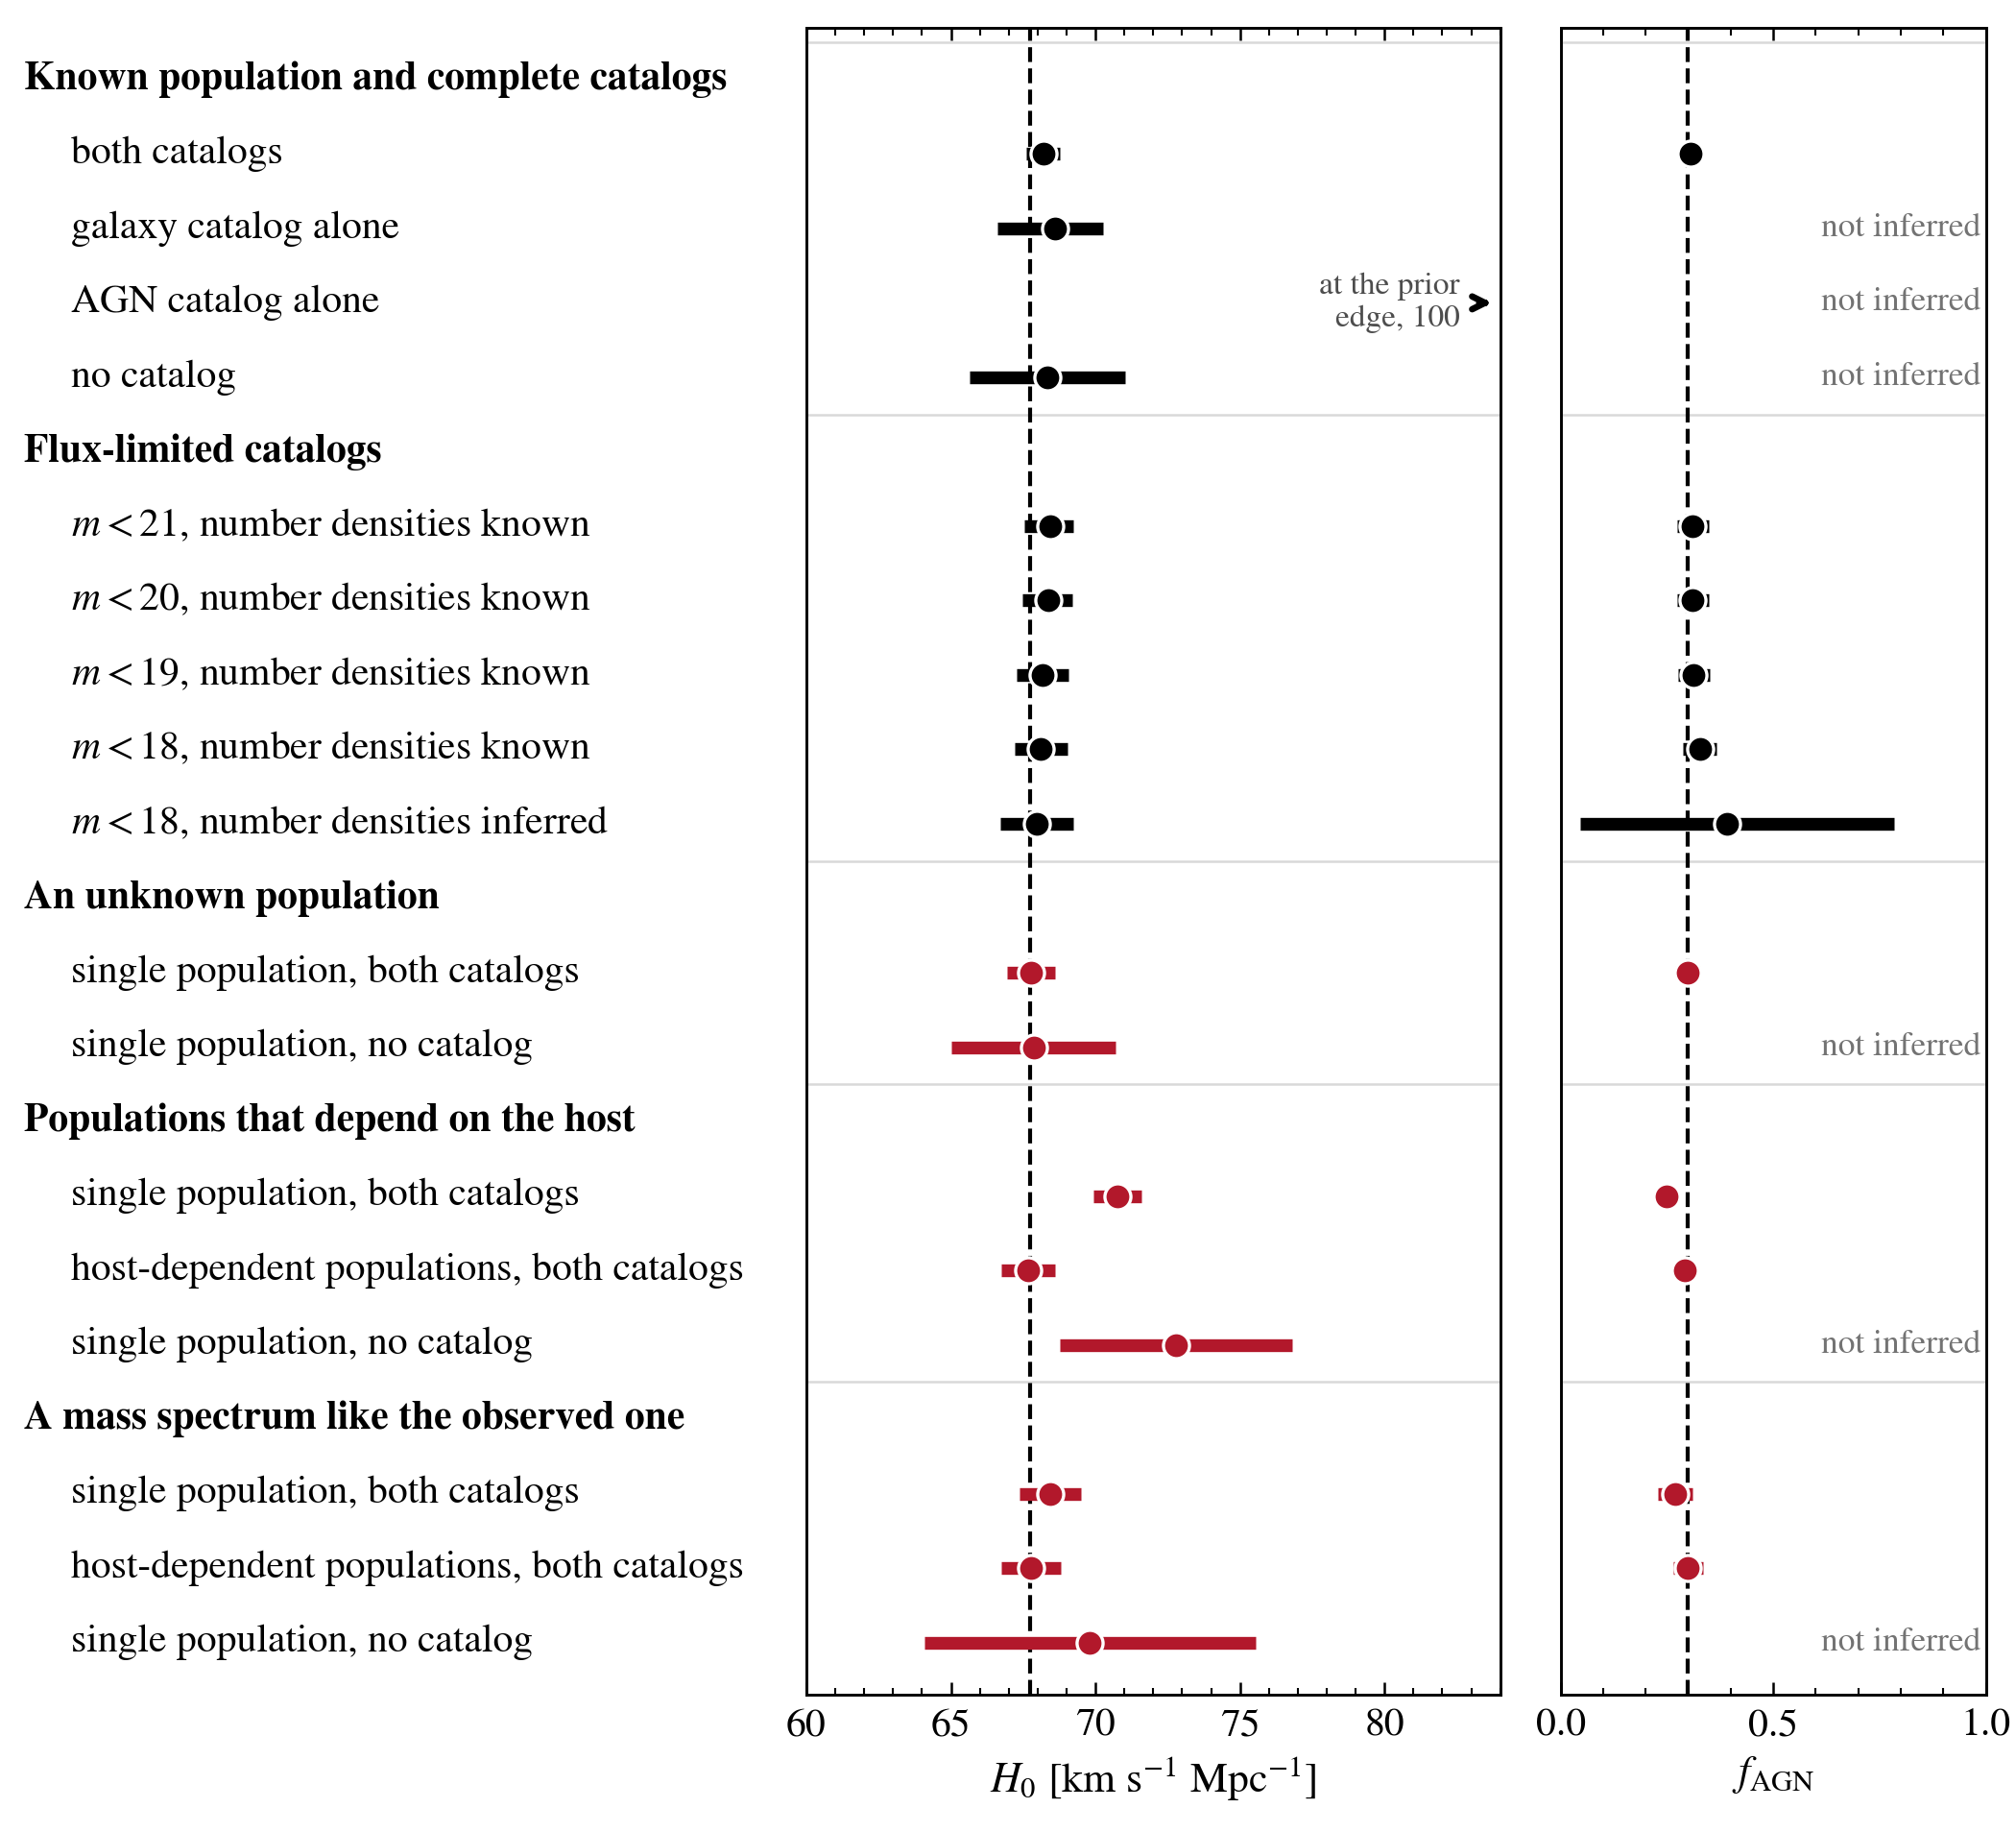 Known population and complete catalogs
both catalogs
galaxy catalog alone
not inferred
AGN catalog alone
at the prior
edge, 100
not inferred
no catalog
not inferred
Flux-limited catalogs
m < 21, number densities known
m < 20, number densities known
m < 19, number densities known
m < 18, number densities known
m < 18, number densities inferred
An unknown population
single population, both catalogs
single population, no catalog
not inferred
Populations that depend on the host
single population, both catalogs
host-dependent populations, both catalogs
single population, no catalog
not inferred
A mass spectrum like the observed one
single population, both catalogs
host-dependent populations, both catalogs
single population, no catalog
not inferred
60 65 70 75 80
0.0 0.5 1.0
H₀ [km s⁻¹ Mpc⁻¹]
f_AGN